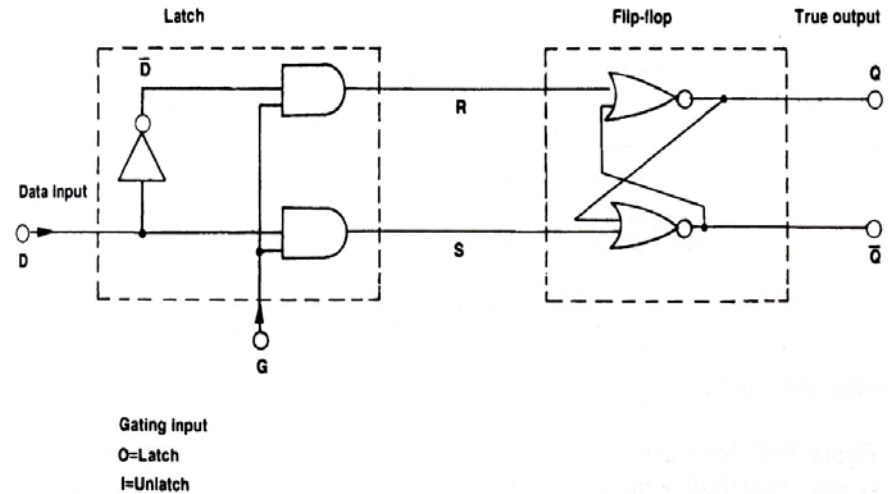 Latch
Flip-flop
True output
D̅
Q
R
Data input
D
S
Q̅
G
Gating input
O=Latch
I=Unlatch